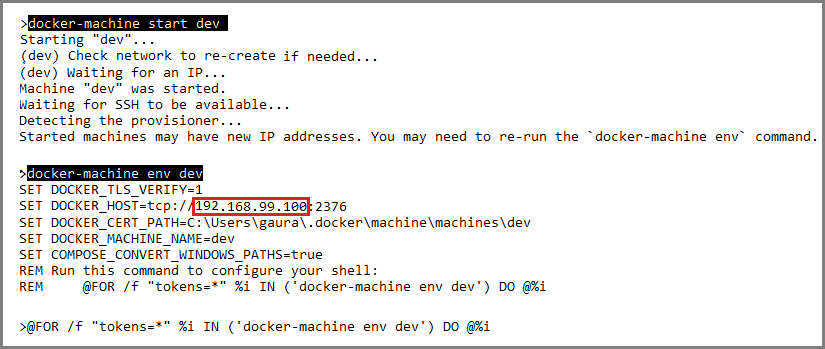 >docker-machine start dev
Starting "dev"...
(dev) Check network to re-create if needed...
(dev) Waiting for an IP...
Machine "dev" was started.
Waiting for SSH to be available...
Detecting the provisioner...
Started machines may have new IP addresses. You may need to re-run the `docker-machine env` command.
>docker-machine env dev
SET DOCKER_TLS_VERIFY=1
SET DOCKER_HOST=tcp://192.168.99.100:2376
SET DOCKER_CERT_PATH=C:\Users\gaura\.docker\machine\machines\dev
SET DOCKER_MACHINE_NAME=dev
SET COMPOSE_CONVERT_WINDOWS_PATHS=true
REM Run this command to configure your shell:
REM     @FOR /f "tokens=*" %i IN ('docker-machine env dev') DO @%i
>@FOR /f "tokens=*" %i IN ('docker-machine env dev') DO @%i